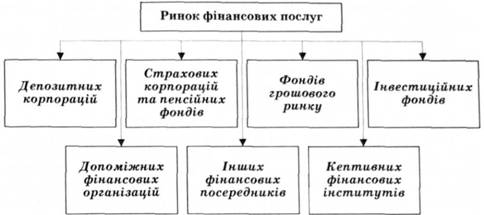 Ринок фінансових послуг
Депозитних
корпорацій
Страхових
корпорацій
та пенсійних
фондів
Фондів
грошового
ринку
Інвестиційних
фондів
Допоміжних
фінансових
організацій
Інших
фінансових
посередників
Кептивних
фінансових
інститутів